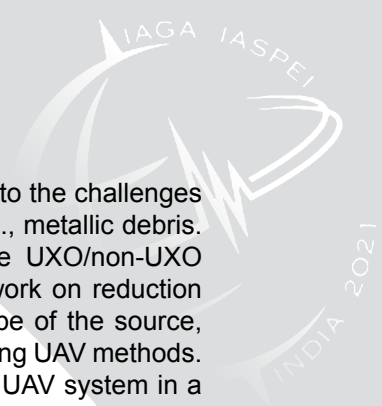 IAGA IASPEI
INDIA 2021
to the challenges
., metallic debris.
e UXO/non-UXO
work on reduction
be of the source,
ng UAV methods.
UAV system in a